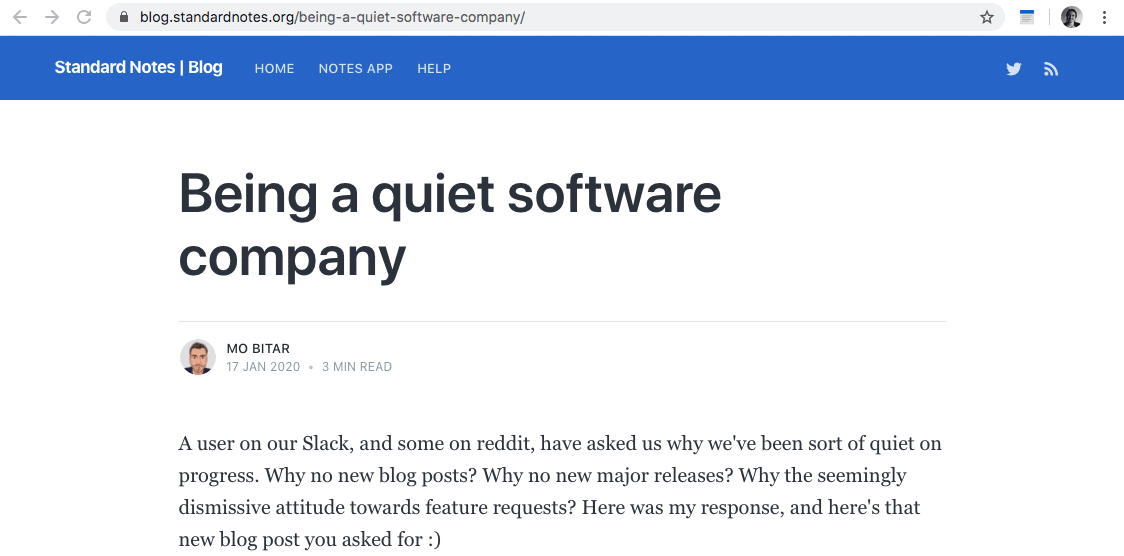 blog.standardnotes.org/being-a-quiet-software-company/
Standard Notes | Blog HOME NOTES APP HELP
Being a quiet software
company
MO BITAR
17 JAN 2020 • 3 MIN READ
A user on our Slack, and some on reddit, have asked us why we've been sort of quiet on
progress. Why no new blog posts? Why no new major releases? Why the seemingly
dismissive attitude towards feature requests? Here was my response, and here's that
new blog post you asked for :)